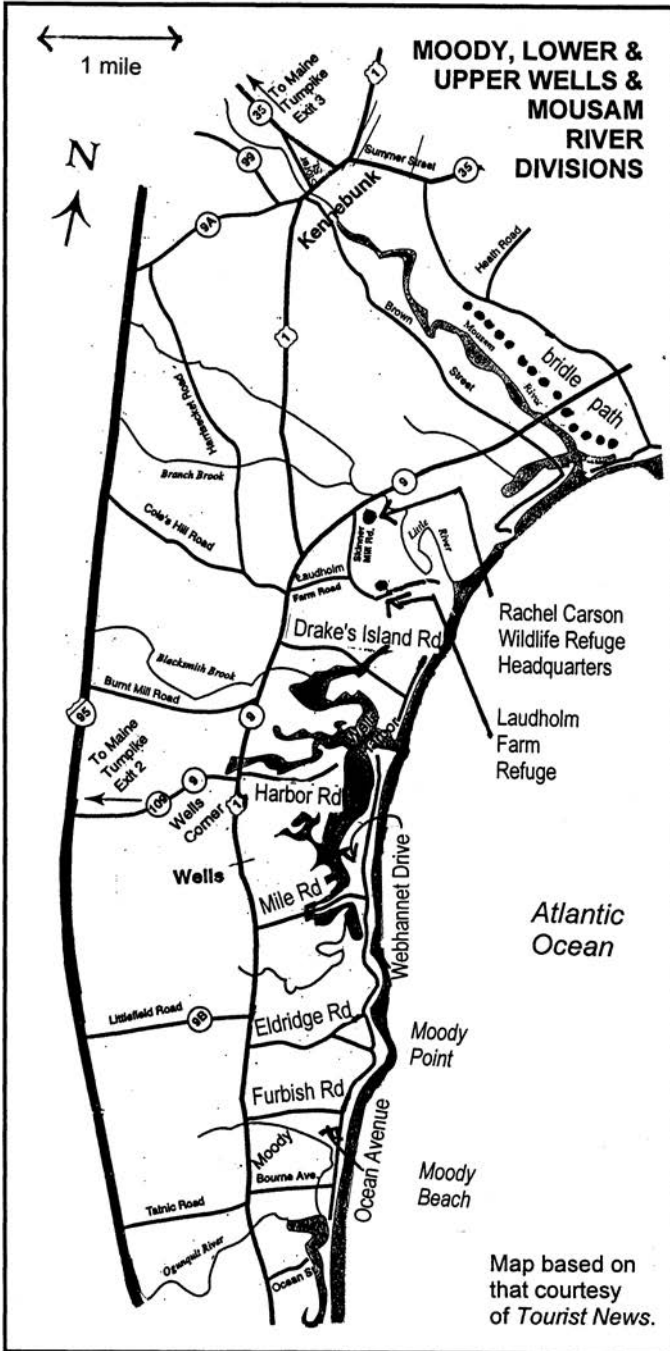 1 mile
MOODY, LOWER &
UPPER WELLS &
MOUSAM
RIVER
DIVISIONS
N
To Maine
Turnpike
Exit 3
1
35
99
Summer Street
35
9A
Kennebunk
Heath Road
1
Brown
Street
Mousam
River
bridle
path
Branch Brook
Cole's Hill Road
9
Skinner
Mill Rd.
Little
River
Laudholm
Farm Road
Rachel Carson
Wildlife Refuge
Headquarters
Drake's Island Rd
Blacksmith Brook
Burnt Mill Road
Laudholm
Farm
Refuge
95
9
Wells
Harbor
To Maine
Turnpike
Exit 2
109
9
Wells
Corner
1
Harbor Rd
Wells
Mile Rd
Webhannet Drive
Atlantic
Ocean
Littlefield Road
9B
Eldridge Rd
Moody
Point
Furbish Rd
Moody
Bourne Ave.
Ocean Avenue
Moody
Beach
Tatnic Road
Ogunquit River
Ocean St
Map based on
that courtesy
of Tourist News.